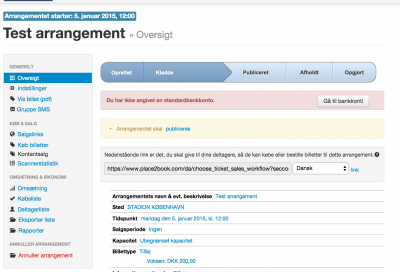 Arrangementet starter: 5. januar 2015, 12:00
Test arrangement » Oversigt
GENERELT
Oversigt
Indstillinger
Vis billet (pdf)
Gruppe SMS
KØB & SALG
Salgslinks
Køb billetter
Kontantsalg
Scannerstatistik
OMSÆTNING & ØKONOMI
Omsætning
Købsliste
Deltagerliste
Eksporter liste
Rapporter
ANNULLER ARRANGEMENT
Annuller arrangement
Oprettet
Kladde
Publiceret
Afholdt
Opgjort
Du har ikke angivet en standardbankkonto.
Gå til bankkonti
Arrangementet skal publiceres
Nedenstående link er det, du skal give til dine deltagere, så de kan købe eller bestille billetter til dette arrangement.
https://www.place2book.com/da/choose_ticket_sales_workflow?secco
Dansk
link
Arrangementets navn & evt. beskrivelse Test arrangement
Sted STADION KØBENHAVN
Tidspunkt mandag den 5. januar 2015, kl. 12:00
Salgsperiode ingen
Kapacitet Ubegrænset kapacitet
Billettype Tilføj
Voksen: DKK 200,00